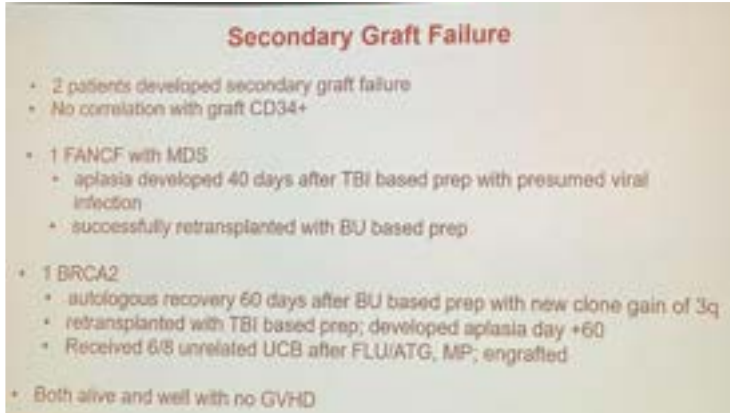 Secondary Graft Failure
• 2 patients developed secondary graft failure
• No correlation with graft CD34+
• 1 FANCF with MDS
• aplasia developed 40 days after TBI based prep with presumed viral
infection
• successfully retransplanted with BU based prep
• 1 BRCA2
• autologous recovery 60 days after BU based prep with new clone gain of 3q
• retransplanted with TBI based prep; developed aplasia day +60
• Received 6/8 unrelated UCB after FLU/ATG, MP; engrafted
• Both alive and well with no GVHD